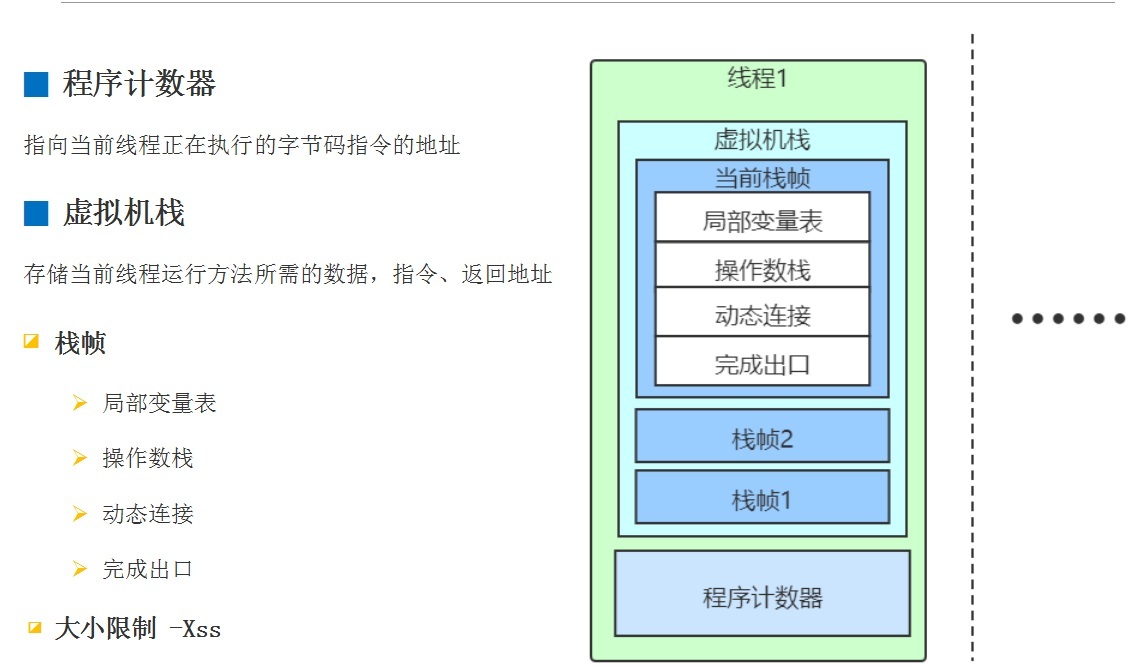 程序计数器
指向当前线程正在执行的字节码指令的地址
虚拟机栈
存储当前线程运行方法所需的数据，指令、返回地址
栈帧
局部变量表
操作数栈
动态连接
完成出口
大小限制 -Xss
线程1
虚拟机栈
当前栈帧
局部变量表
操作数栈
动态连接
完成出口
栈帧2
栈帧1
程序计数器